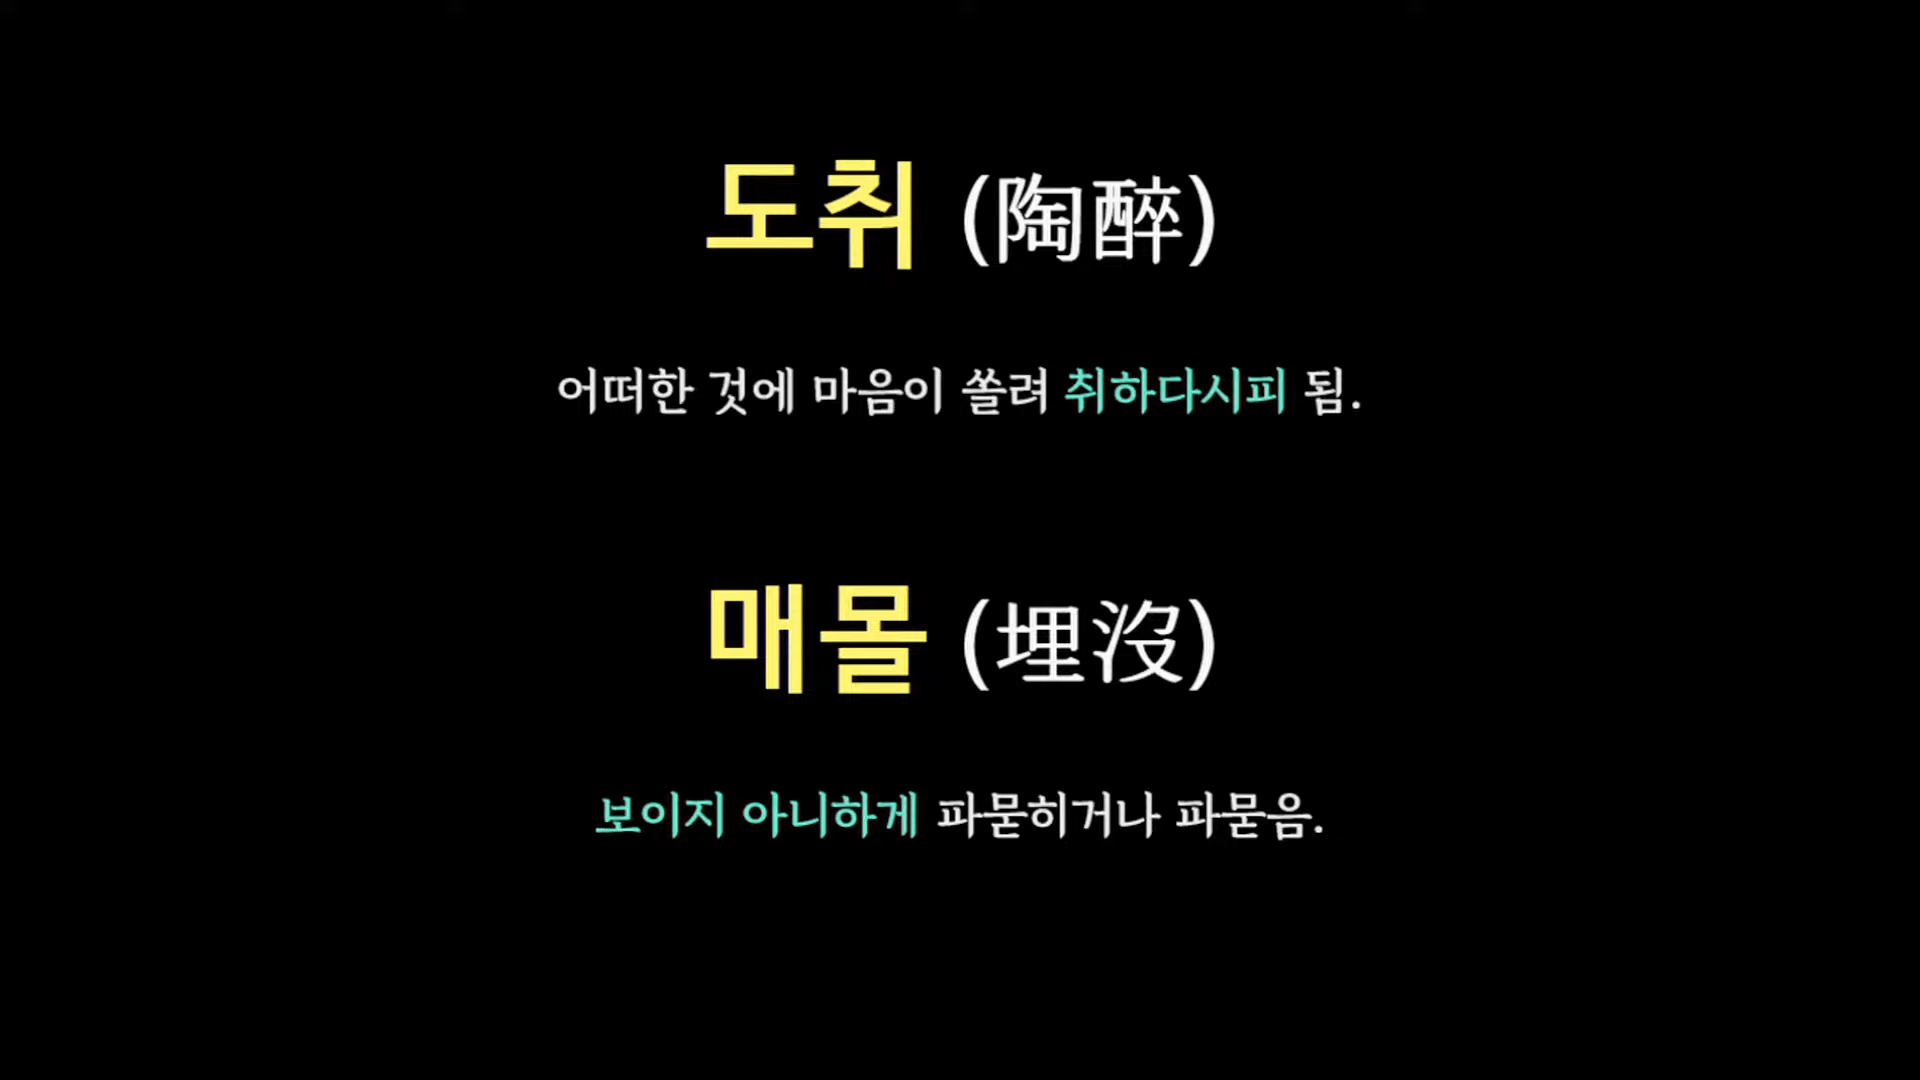 도취 (陶醉)
어떠한 것에 마음이 쏠려 취하다시피 됨.
매몰 (埋沒)
보이지 아니하게 파묻히거나 파묻음.